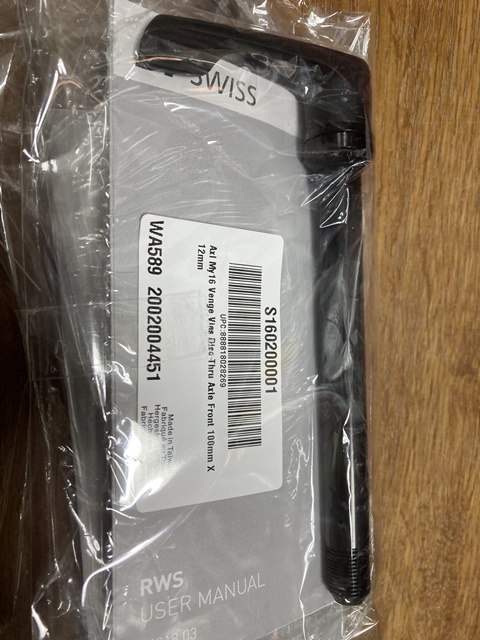 SWISS
S160200001
UPC:888818028269
Axl My16 Venge Vias Disc Thru Axle Front 100mm X
12mm
WA589 2002004451
Made in
Fabriqué
RWS
USER MANUAL